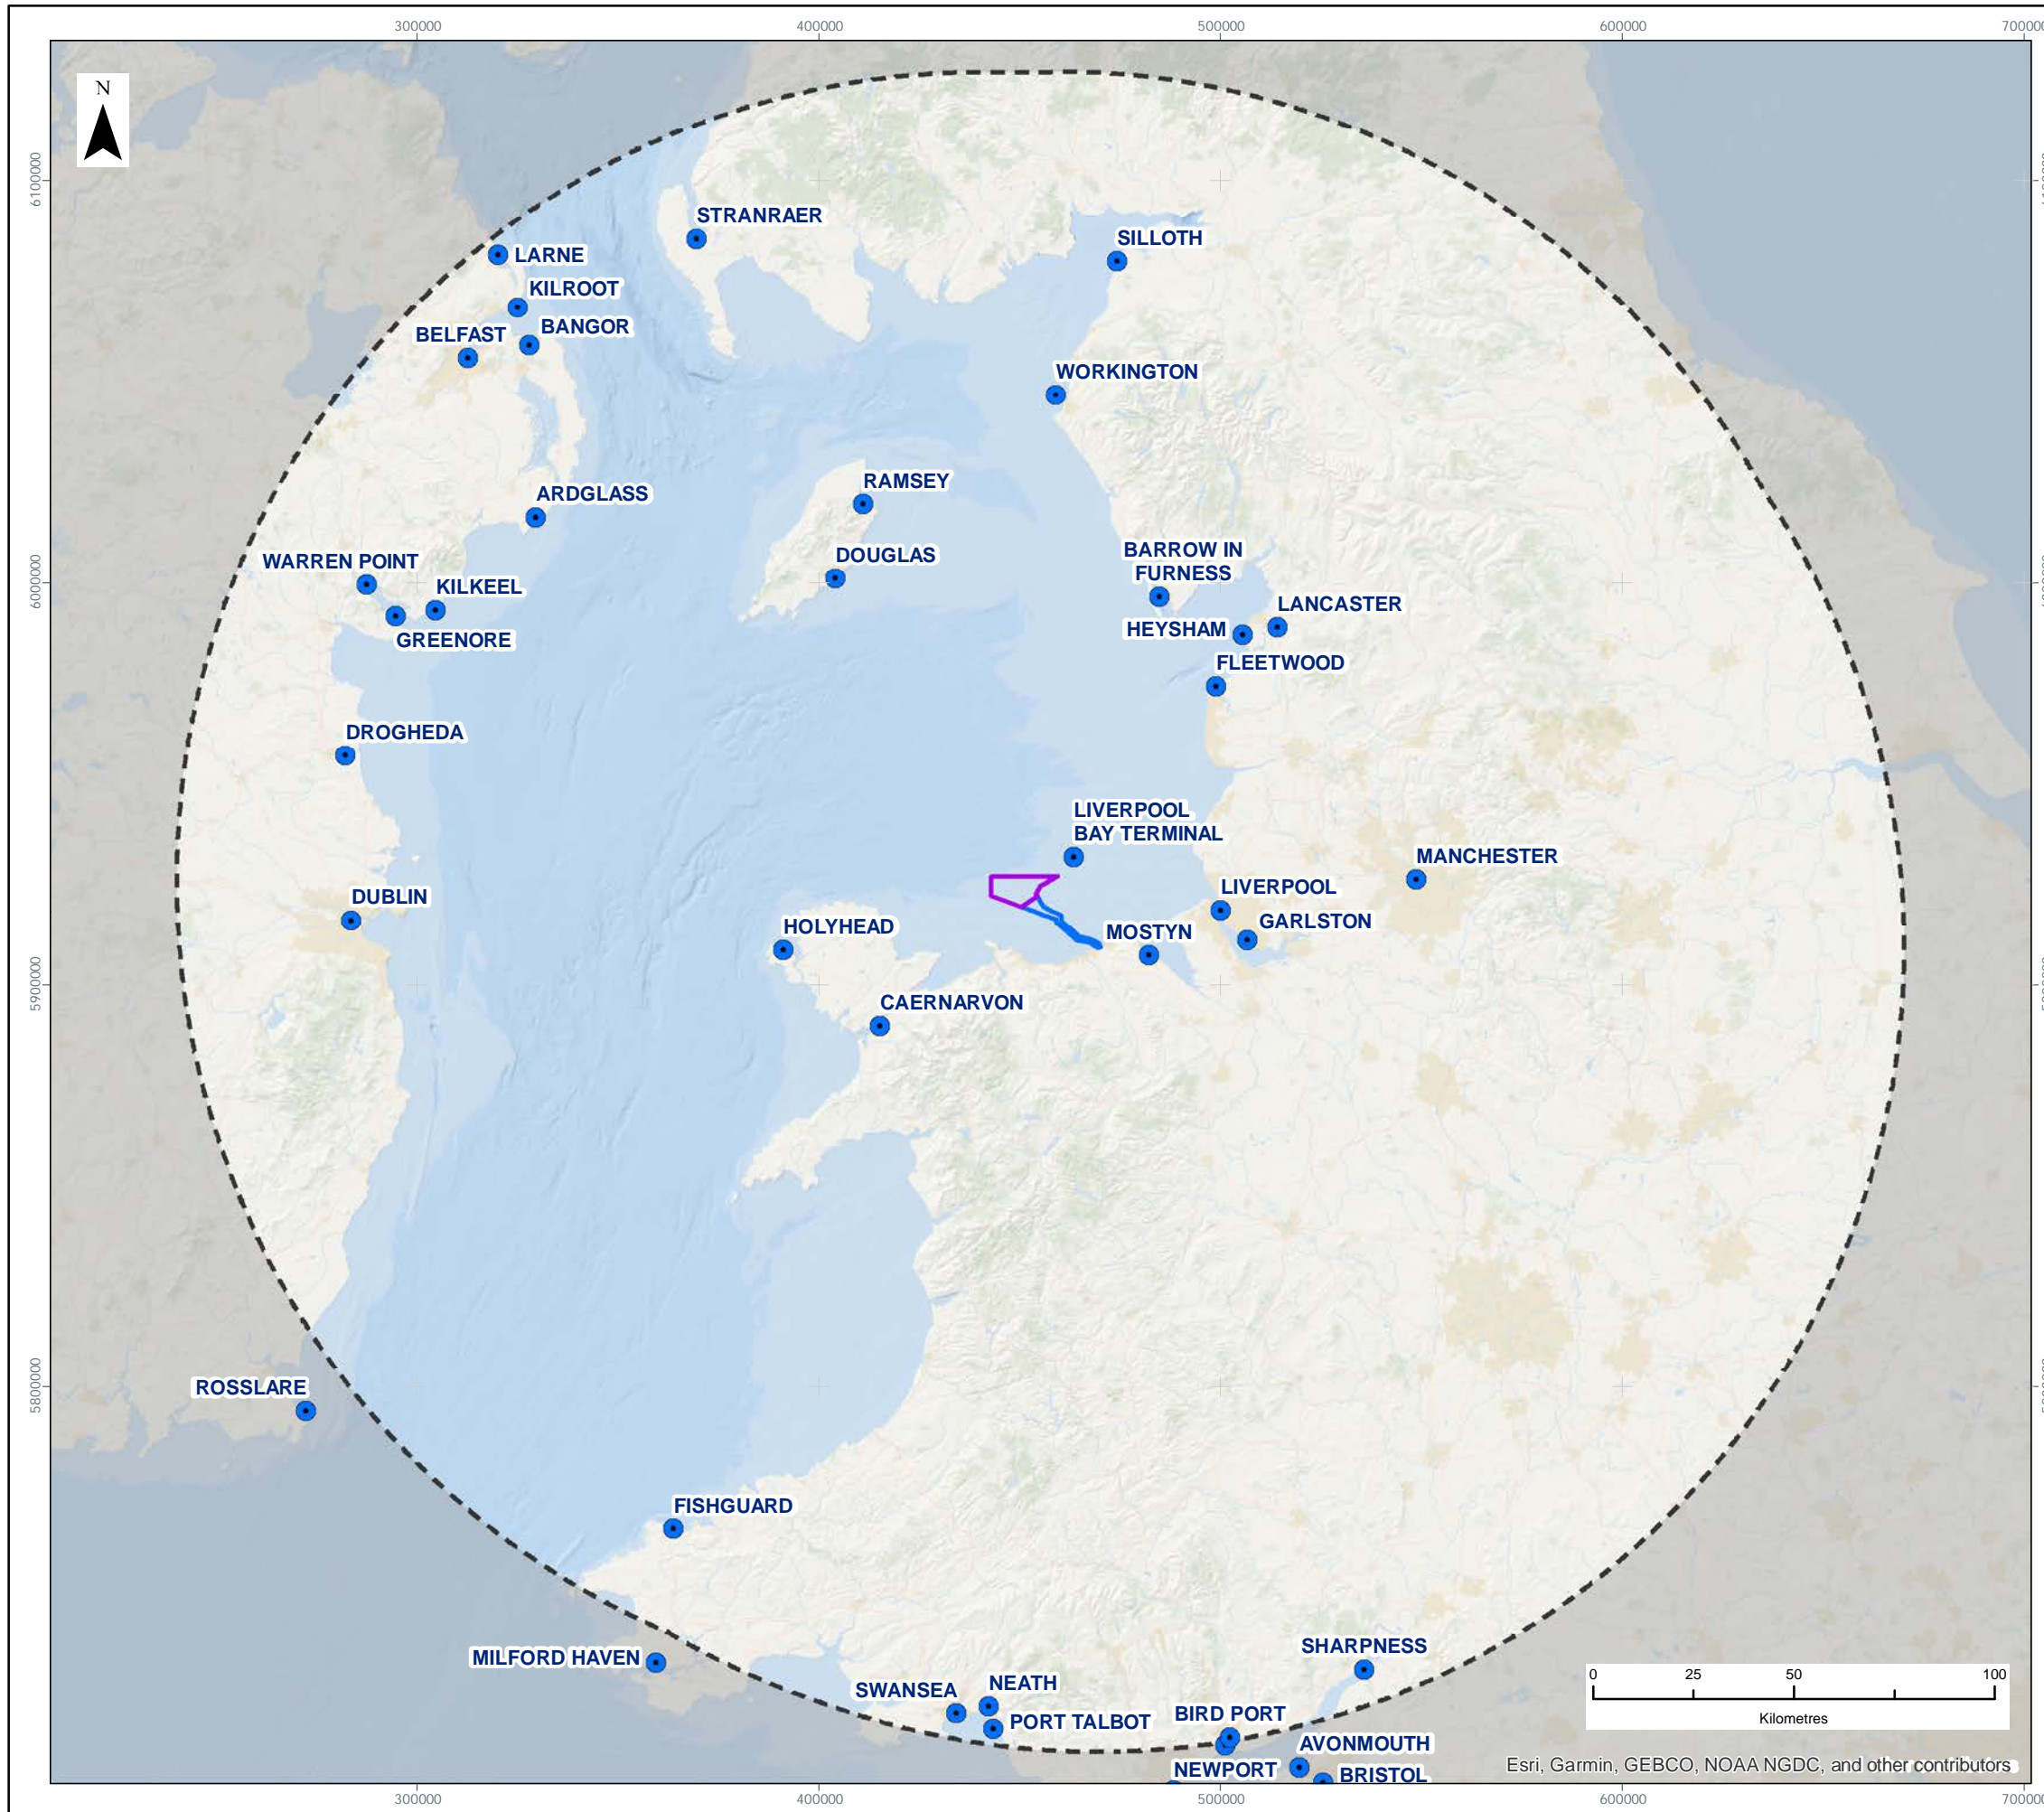 300000
400000
500000
600000
700000
N
6100000
STRANRAER
SILLOTH
LARNE
KILROOT
BANGOR
BELFAST
WORKINGTON
RAMSEY
ARDGLASS
DOUGLAS
BARROW IN
FURNESS
WARREN POINT
KILKEEL
6000000
LANCASTER
HEYSHAM
GREENORE
FLEETWOOD
DROGHEDA
LIVERPOOL
BAY TERMINAL
MANCHESTER
LIVERPOOL
DUBLIN
GARLSTON
HOLYHEAD
MOSTYN
5900000
CAERNARVON
5800000
ROSSLARE
FISHGUARD
SHARPNESS
MILFORD HAVEN
0 25 50 100
Kilometres
NEATH
SWANSEA
BIRD PORT
PORT TALBOT
AVONMOUTH
NEWPORT
BRISTOL
Esri, Garmin, GEBCO, NOAA NGDC, and other contributors
300000
400000
500000
600000
700000